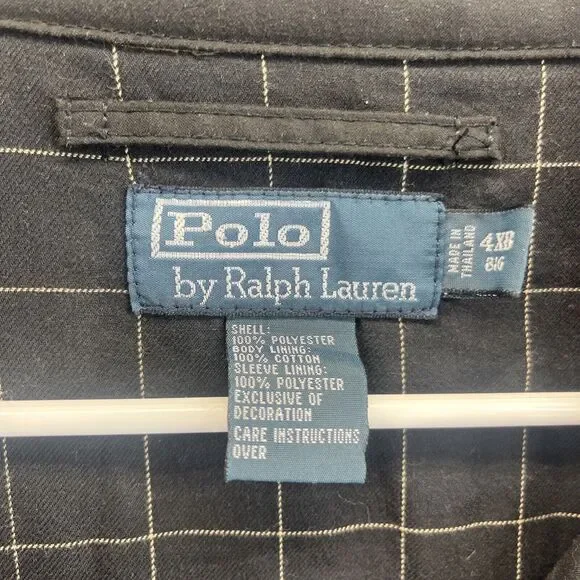 Polo
by Ralph Lauren
MADE IN
THAILAND
4XB
BIG
SHELL:
100% POLYESTER
BODY LINING:
100% COTTON
SLEEVE LINING:
100% POLYESTER
EXCLUSIVE OF
DECORATION
CARE INSTRUCTIONS
OVER